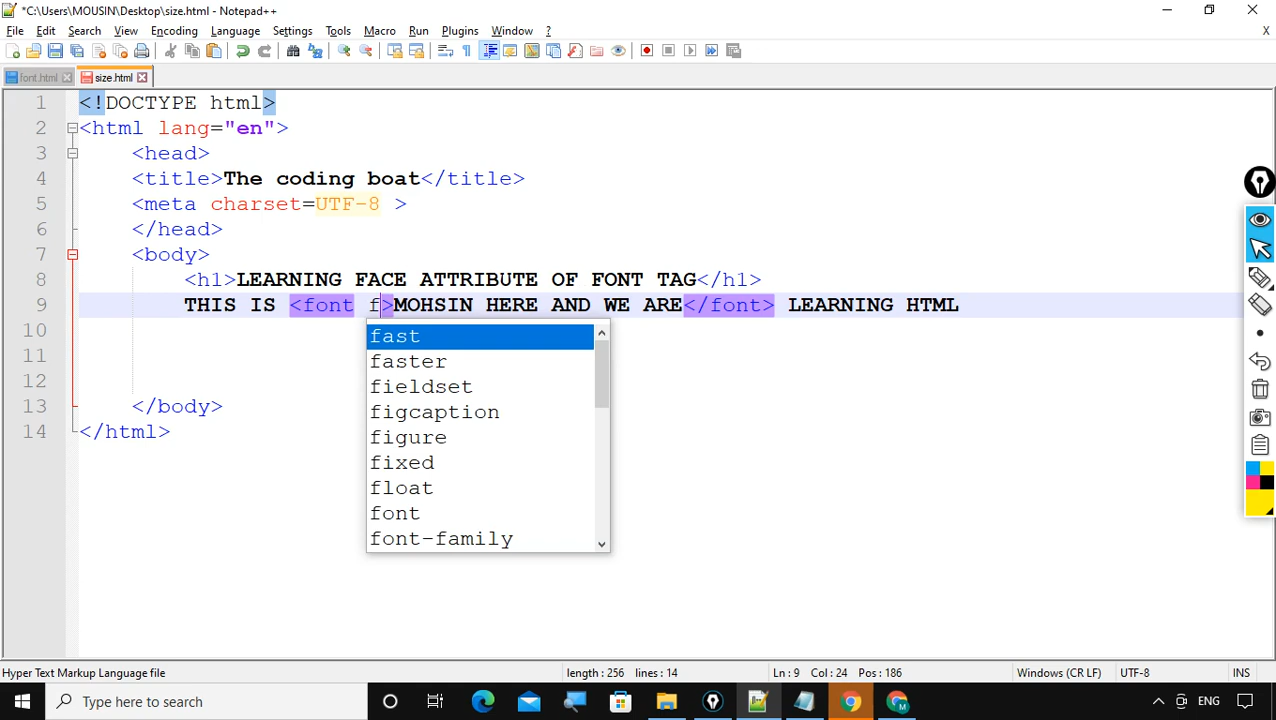 *C:\Users\MOUSIN\Desktop\size.html - Notepad++
File Edit Search View Encoding Language Settings Tools Macro Run Plugins Window ? X
font.html size.html
1 <!DOCTYPE html>
2 <html lang="en">
3 <head>
4 <title>The coding boat</title>
5 <meta charset=UTF-8 >
6 </head>
7 <body>
8 <h1>LEARNING FACE ATTRIBUTE OF FONT TAG</h1>
9 THIS IS <font f>MOHSIN HERE AND WE ARE</font> LEARNING HTML
10 fast
faster
11
fieldset
12
13 </body>
figcaption
14 </html>
figure
fixed
float
font
font-family
Hyper Text Markup Language file length : 256 lines : 14 Ln : 9 Col : 24 Pos : 186 Windows (CR LF) UTF-8 INS
Type here to search ENG